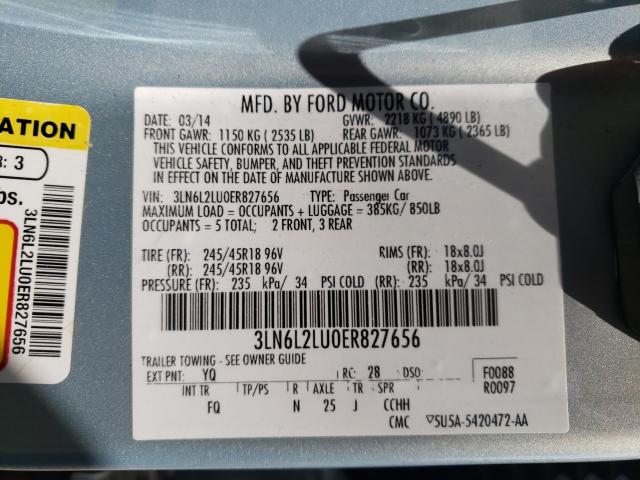 MFD. BY FORD MOTOR CO.
DATE: 03/14 GVWR: 2218 KG ( 4890 LB)
FRONT GAWR: 1150 KG ( 2535 LB) REAR GAWR: 1073 KG ( 2365 LB)
THIS VEHICLE CONFORMS TO ALL APPLICABLE FEDERAL MOTOR
VEHICLE SAFETY, BUMPER, AND THEFT PREVENTION STANDARDS
IN EFFECT ON THE DATE OF MANUFACTURE SHOWN ABOVE.
VIN: 3LN6L2LU0ER827656 TYPE: Passenger Car
MAXIMUM LOAD = OCCUPANTS + LUGGAGE = 385KG/ 850LB
OCCUPANTS = 5 TOTAL; 2 FRONT, 3 REAR
TIRE (FR): 245/45R18 96V RIMS (FR): 18x8.0J
(RR): 245/45R18 96V (RR): 18x8.0J
PRESSURE (FR): 235 kPa/ 34 PSI COLD (RR): 235 kPa/ 34 PSI COLD
3LN6L2LU0ER827656
TRAILER TOWING - SEE OWNER GUIDE
EXT PNT: YQ RC: 28 DSO: F0088
INT TR TP/PS R AXLE TR SPR R0097
FQ N 25 J CCHH
CMC 5U5A-5420472-AA
ATION
R: 3
bs.
3LN6L2LU0ER827656